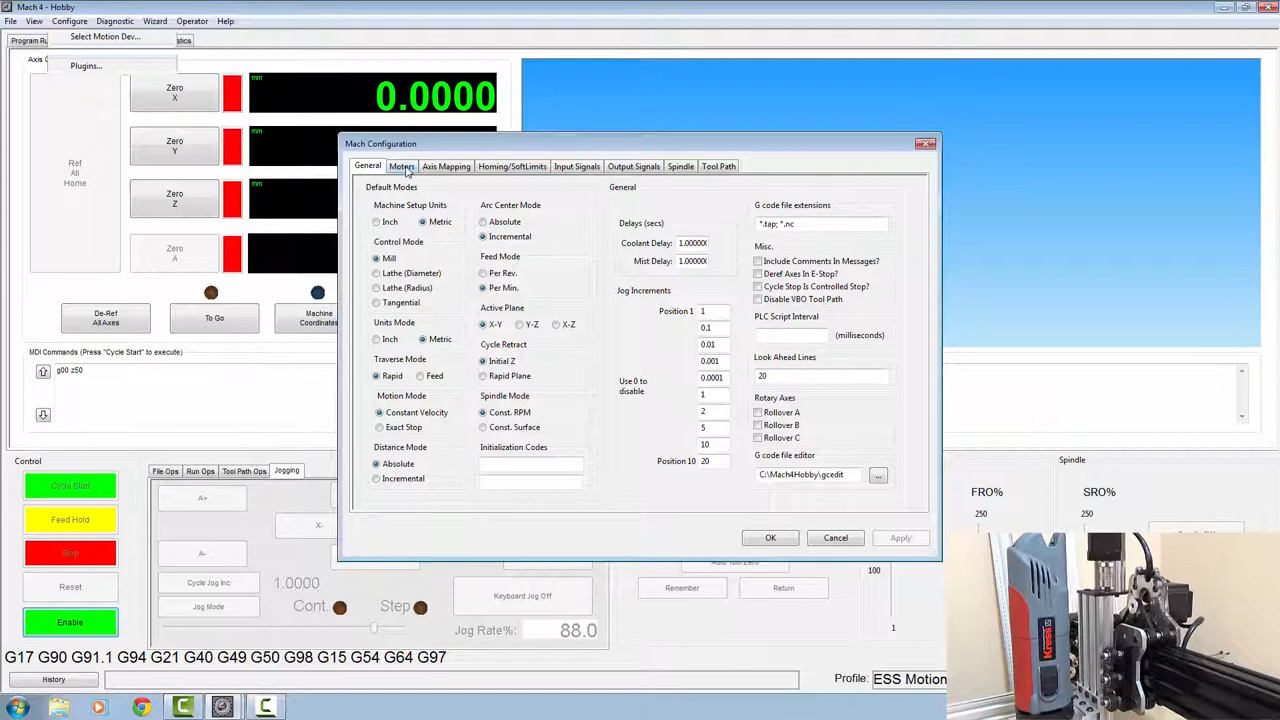 Mach 4 - Hobby
File View Configure Diagnostic Wizard Operator Help
Select Motion Dev...
Plugins...
Program Ru
stics
Axis C
Zero
X
mm
0.0000
Zero
Y
mm
Ref
All
Home
Zero
Z
mm
Zero
A
De-Ref
All Axes
To Go
Machine
Coordinates
MDI Commands (Press "Cycle Start" to execute)
g00 z50
Mach Configuration
General Motors Axis Mapping Homing/SoftLimits Input Signals Output Signals Spindle Tool Path
Default Modes
Machine Setup Units
Inch Metric
Control Mode
Mill
Lathe (Diameter)
Lathe (Radius)
Tangential
Units Mode
Inch Metric
Traverse Mode
Rapid Feed
Motion Mode
Constant Velocity
Exact Stop
Distance Mode
Absolute
Incremental
Arc Center Mode
Absolute
Incremental
Feed Mode
Per Rev.
Per Min.
Active Plane
X-Y Y-Z X-Z
Cycle Retract
Initial Z
Rapid Plane
Spindle Mode
Const. RPM
Const. Surface
Initialization Codes
General
Delays (secs)
Coolant Delay: 1.00000
Mist Delay: 1.00000
Jog Increments
Position 1 1
0.1
0.01
0.001
Use 0 to
disable
0.0001
1
2
5
10
Position 10 20
G code file extensions
*.tap; *.nc
Misc.
Include Comments In Messages?
Deref Axes In E-Stop?
Cycle Stop Is Controlled Stop?
Disable VBO Tool Path
PLC Script Interval
(milliseconds)
Look Ahead Lines
20
Rotary Axes
Rollover A
Rollover B
Rollover C
G code file editor
C:\Mach4Hobby\gcedit
...
OK Cancel Apply
Control
Cycle Start
Feed Hold
Stop
Reset
Enable
File Ops Run Ops Tool Path Ops Jogging
A+
X-
A-
Cycle Jog Inc
1.0000
Jog Mode
Cont.
Step
Keyboard Jog Off
Jog Rate%: 88.0
Remember
Return
Spindle
FRO%
SRO%
250
250
100
1
G17 G90 G91.1 G94 G21 G40 G49 G50 G98 G15 G54 G64 G97
History
Profile: ESS Motion
Kress